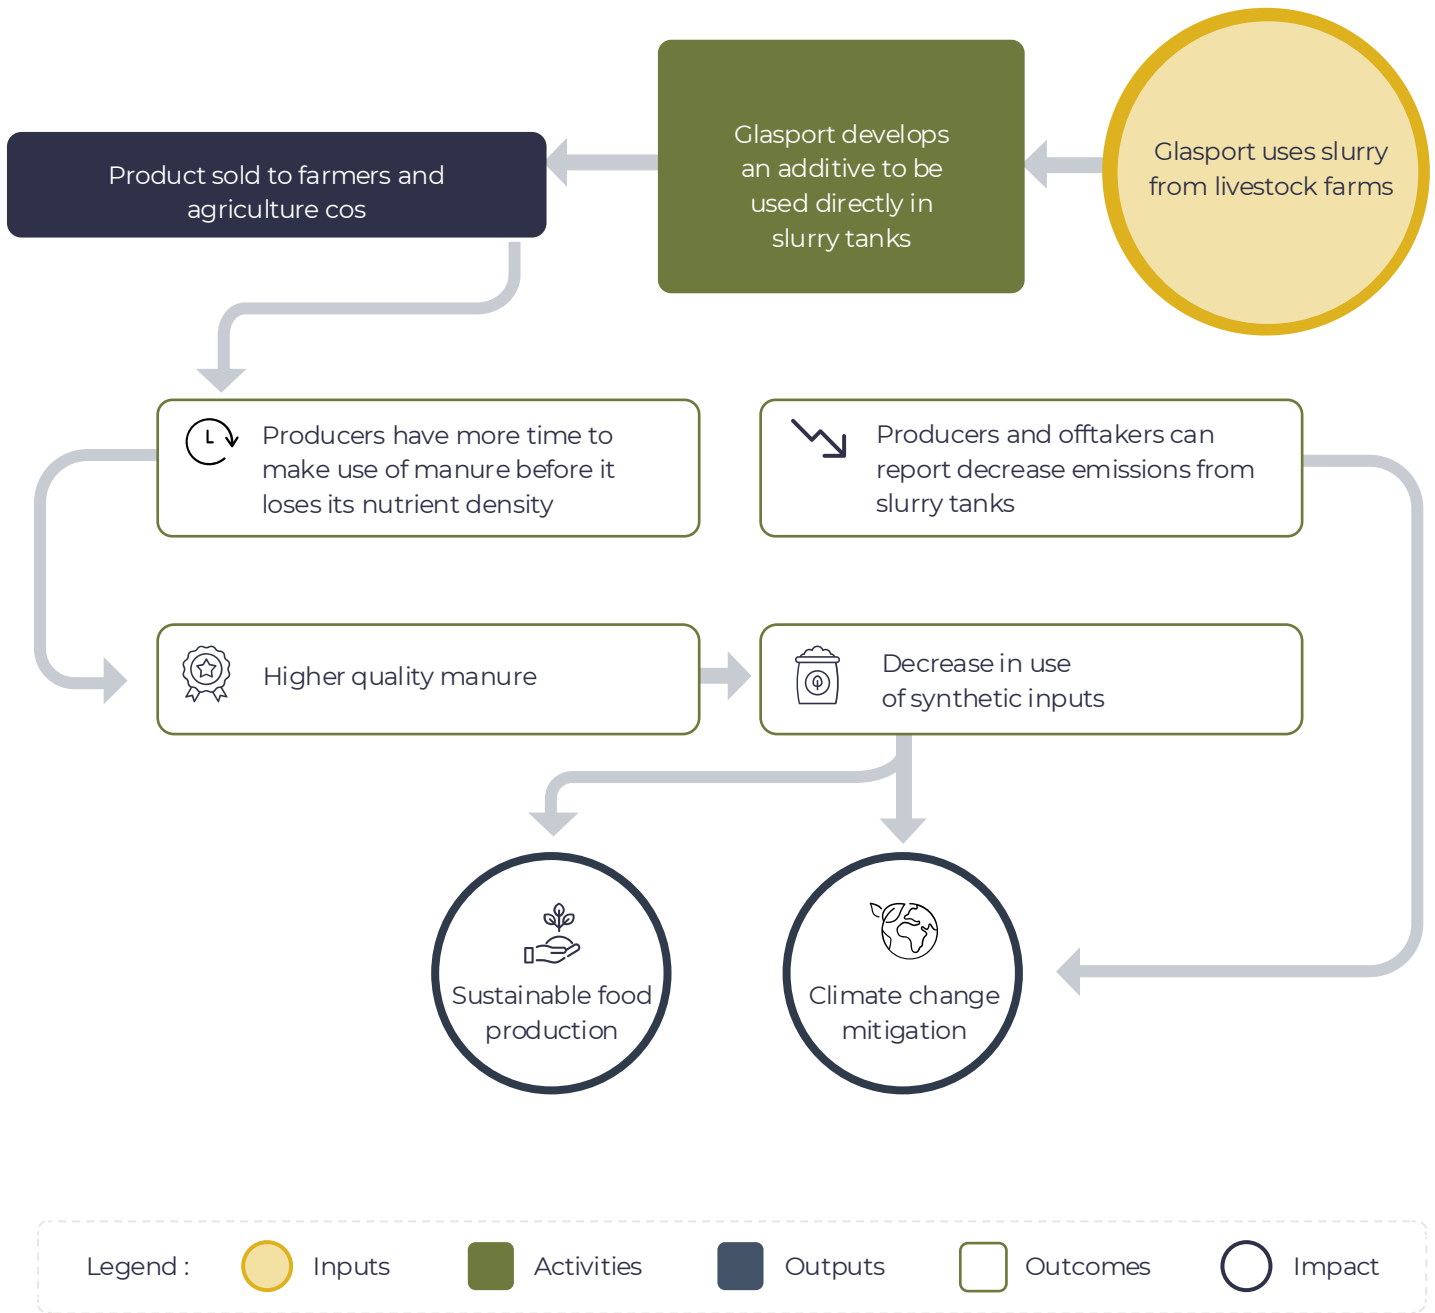 Glasport uses slurry
from livestock farms
Glasport develops
an additive to be
used directly in
slurry tanks
Product sold to farmers and
agriculture cos
Producers have more time to
make use of manure before it
loses its nutrient density
Producers and offtakers can
report decrease emissions from
slurry tanks
Higher quality manure
Decrease in use
of synthetic inputs
Sustainable food
production
Climate change
mitigation
Legend :
Inputs
Activities
Outputs
Outcomes
Impact